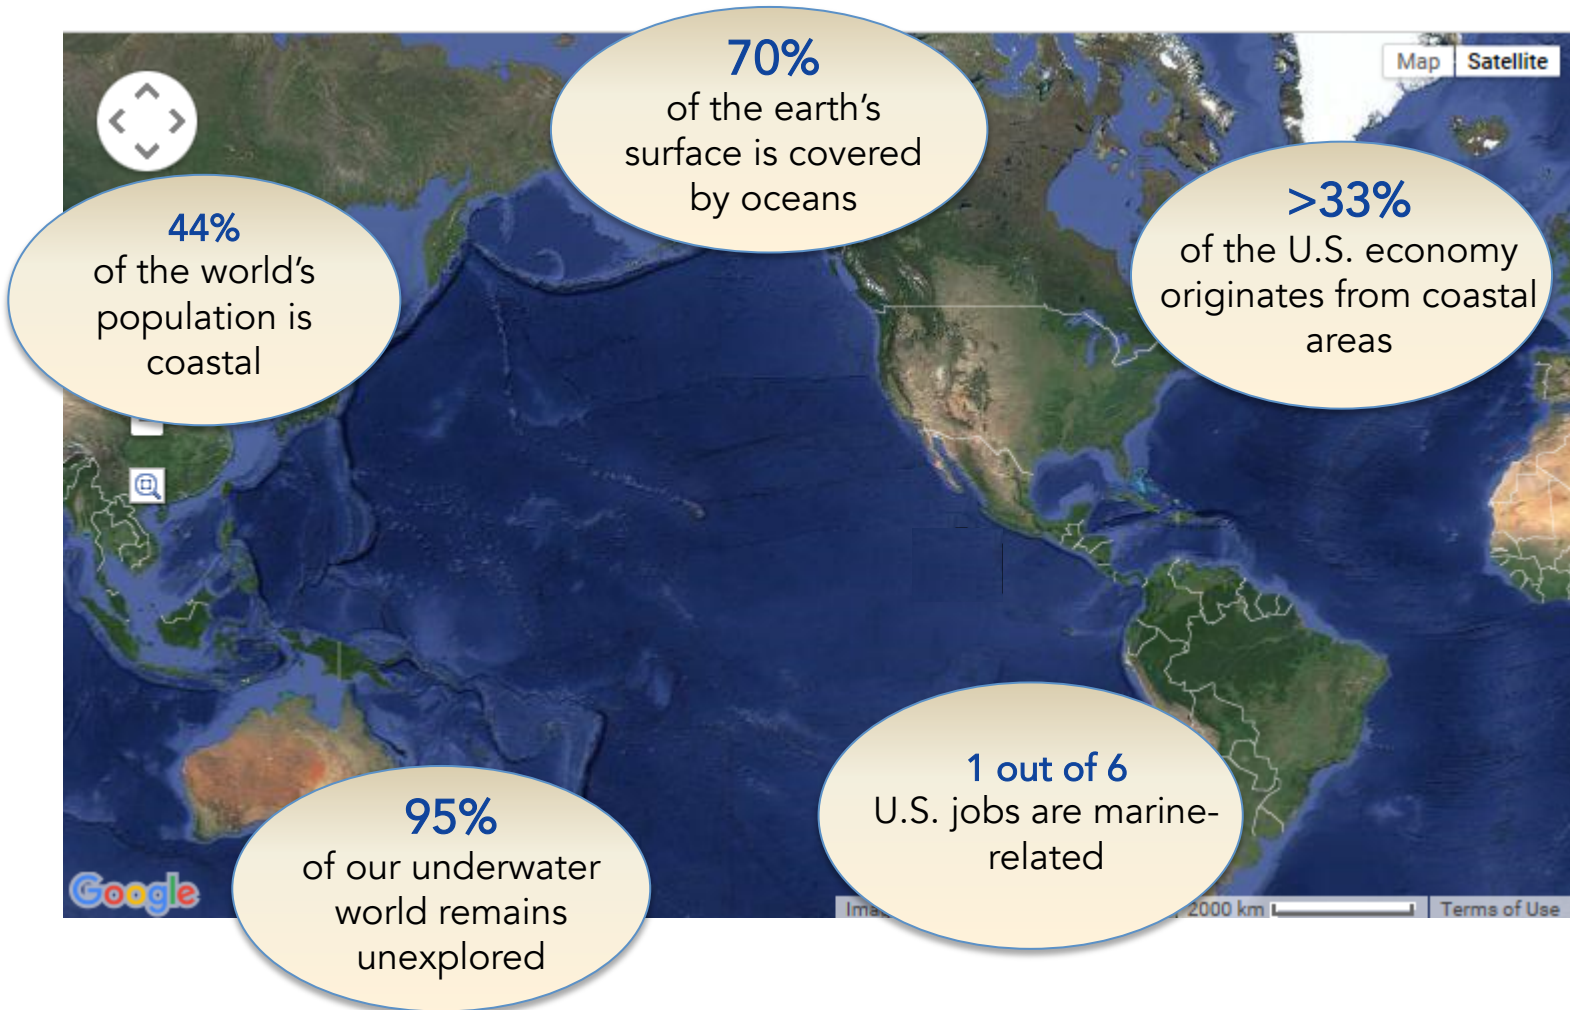 70%
of the earth’s
surface is covered
by oceans
Map
Satellite
44%
of the world’s
population is
coastal
>33%
of the U.S. economy
originates from coastal
areas
95%
of our underwater
world remains
unexplored
1 out of 6
U.S. jobs are marine-
related
Google
2000 km
Terms of Use